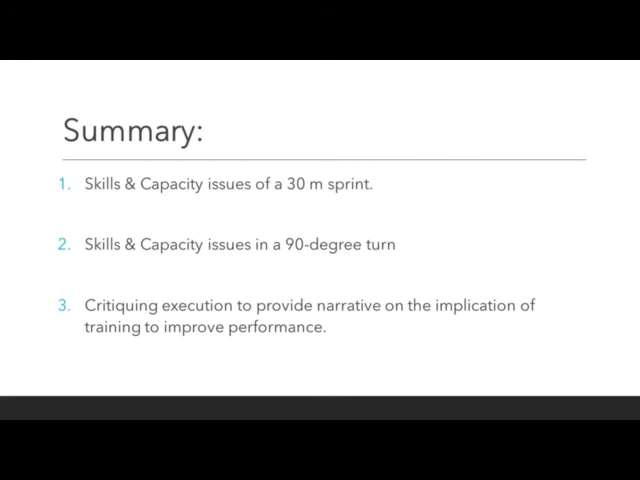 Summary:
1. Skills & Capacity issues of a 30 m sprint.
2. Skills & Capacity issues in a 90-degree turn
3. Critiquing execution to provide narrative on the implication of
training to improve performance.